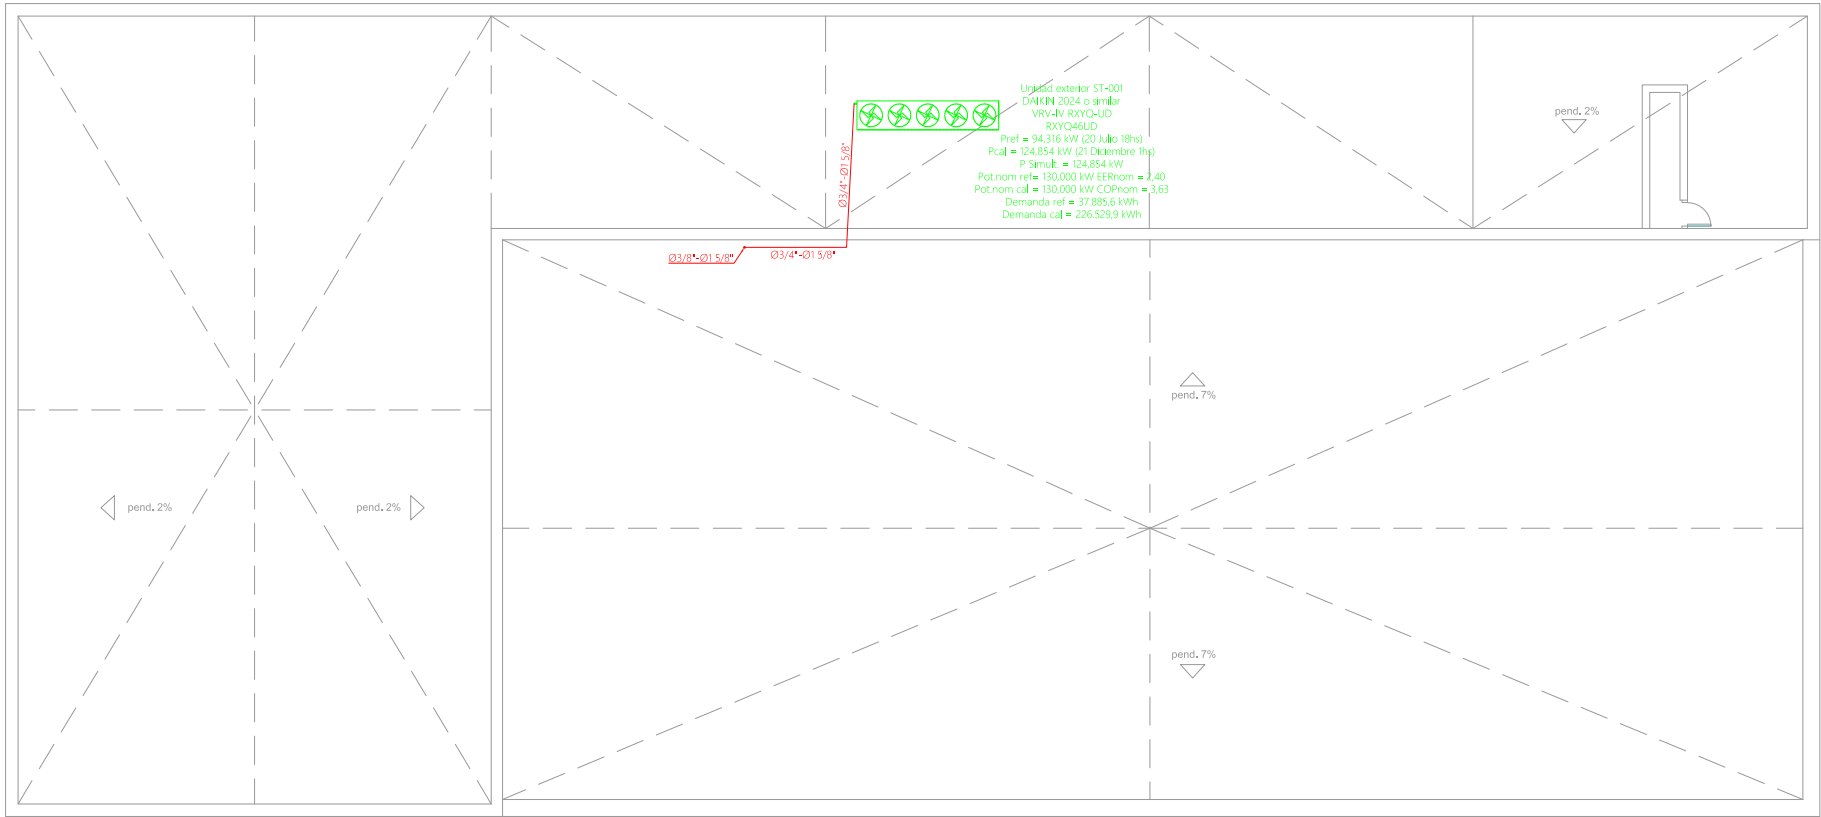 Unidad exterior ST-001
DAIKIN 2024 o similar
VRV-IV RXYQ-UD
RXYQ46UD
Pref = 94,316 kW (20 Julio 18hs)
Pcal = 124,854 kW (21 Diciembre 1hs)
P Simult. = 124,854 kW
Pot.nom ref= 130,000 kW EERnom = 2,40
Pot.nom cal = 130,000 kW COPnom = 3,63
Demanda ref = 37.885,6 kWh
Demanda cal = 226.529,9 kWh
pend. 2%
Ø3/4"-Ø1 5/8"
Ø3/8"-Ø1 5/8"
Ø3/4"-Ø1 5/8"
pend. 7%
pend. 2%
pend. 2%
pend. 7%